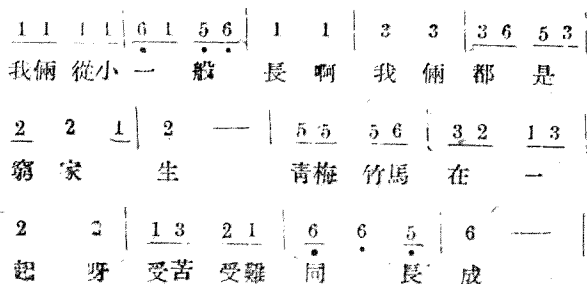 1 1 1 1 | 6 1 5 6 | 1 1 | 3 3 | 3 6 5 3 |
我倆 從小 一 般 長 啊 我 倆 都 是
2 2 1 | 2 — | 5 5 5 6 | 3 2 1 3 |
窮 家 生 青梅 竹馬 在 一
2 2 | 1 3 2 1 | 6 6 5 | 6 — |
起 呀 受苦 受難 同 長 成